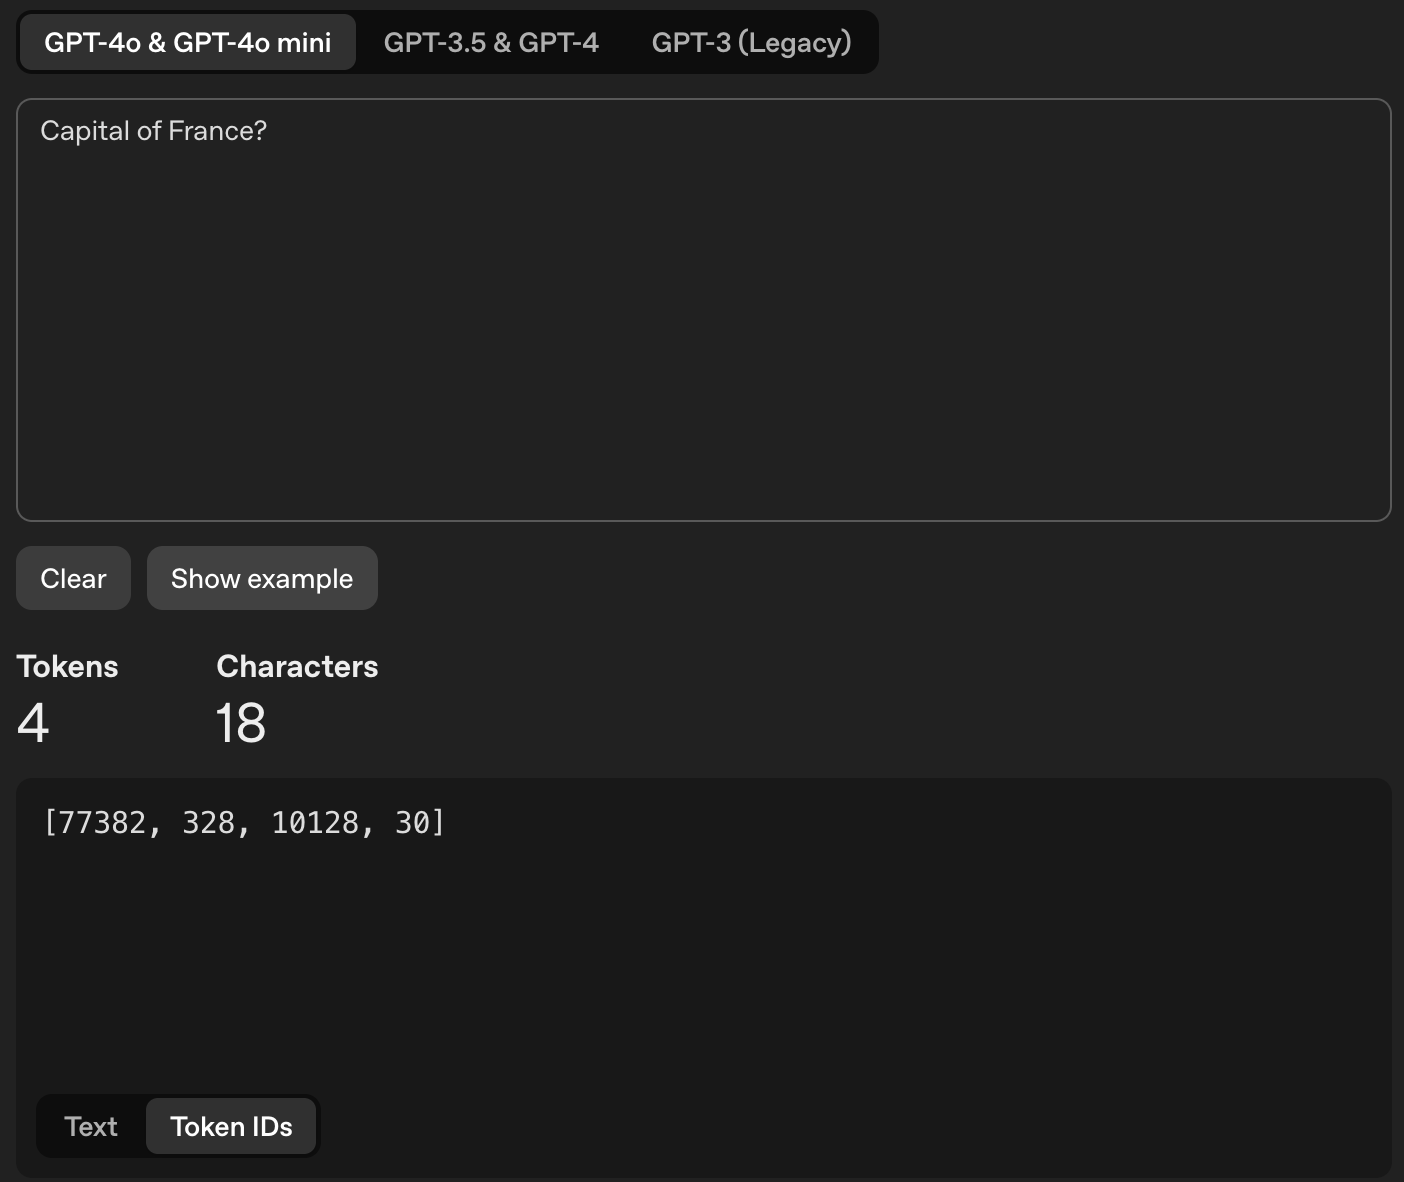 GPT-4o & GPT-4o mini GPT-3.5 & GPT-4 GPT-3 (Legacy)
Capital of France?
Clear Show example
Tokens Characters
4 18
[77382, 328, 10128, 30]
Text Token IDs